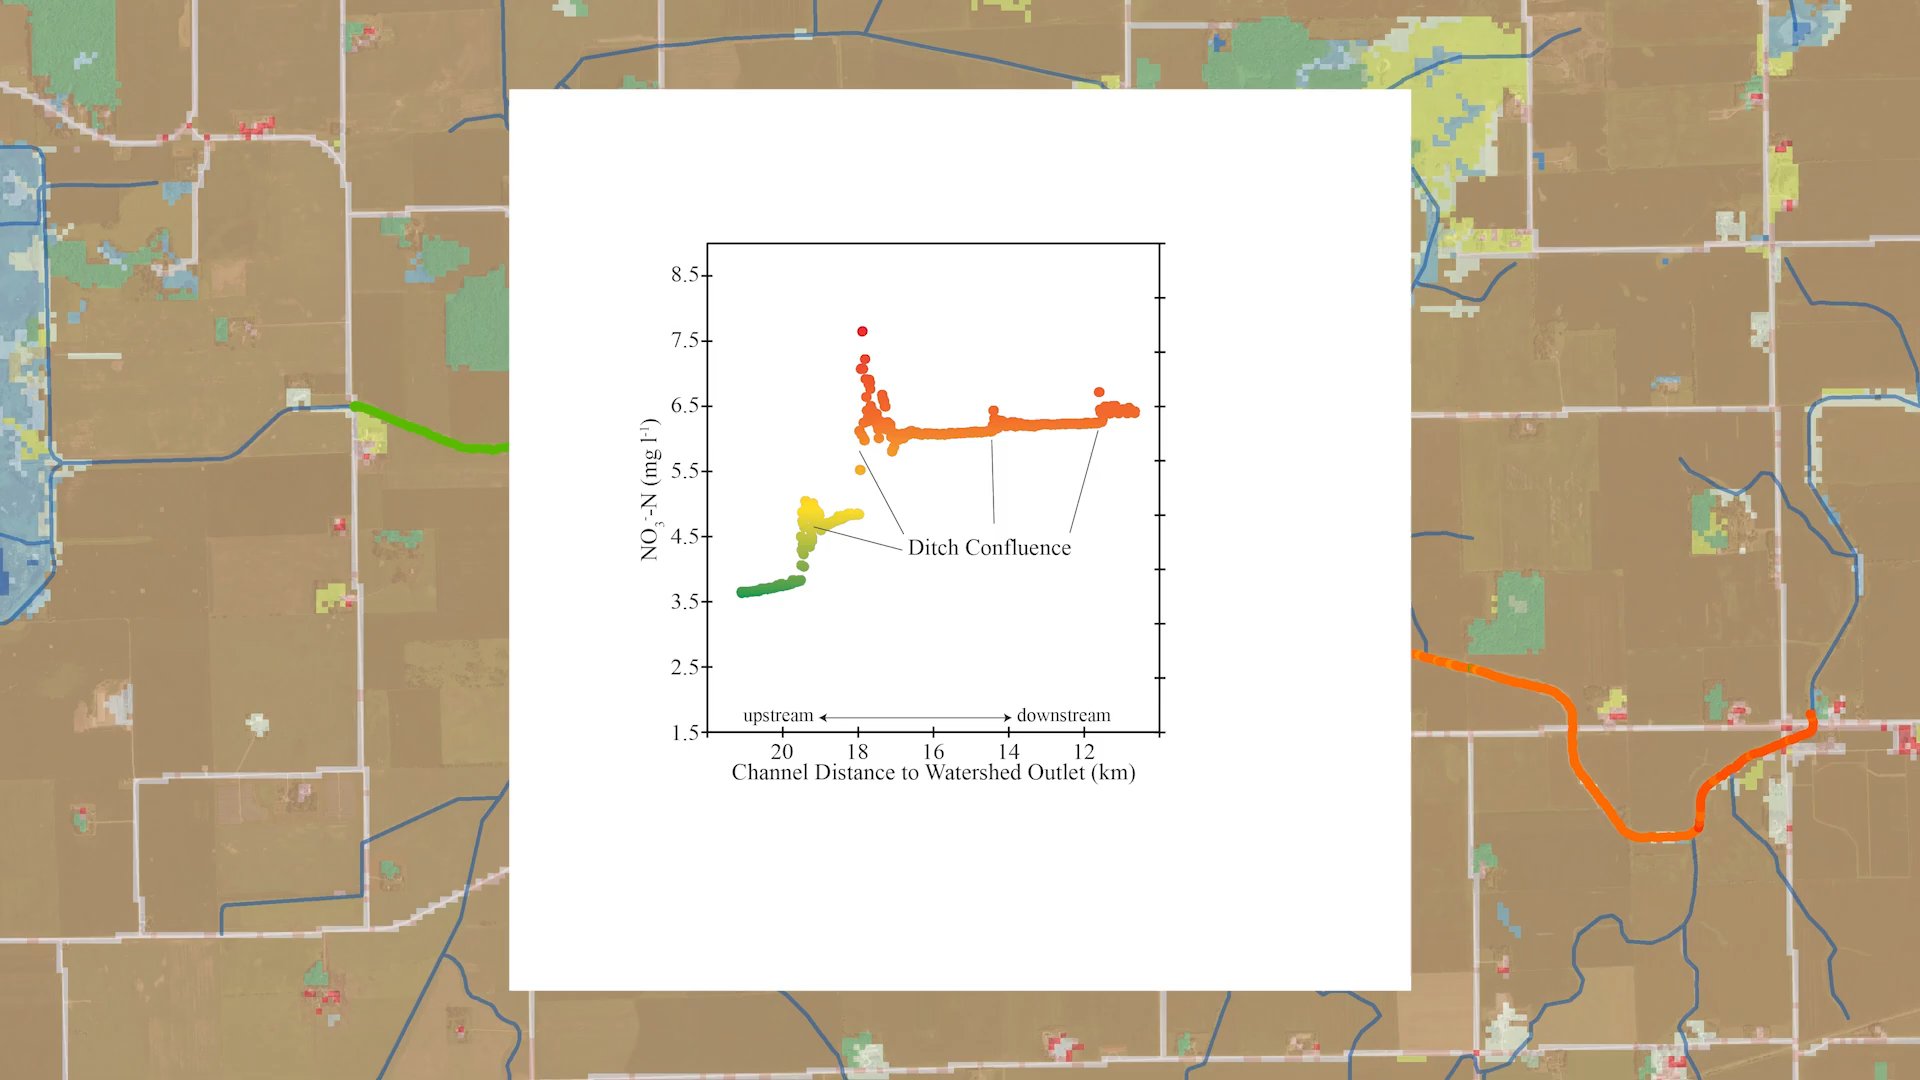 8.5
7.5
6.5
5.5
4.5
3.5
2.5
1.5
NO₃⁻-N (mg l⁻¹)
Ditch Confluence
upstream
downstream
20 18 16 14 12
Channel Distance to Watershed Outlet (km)